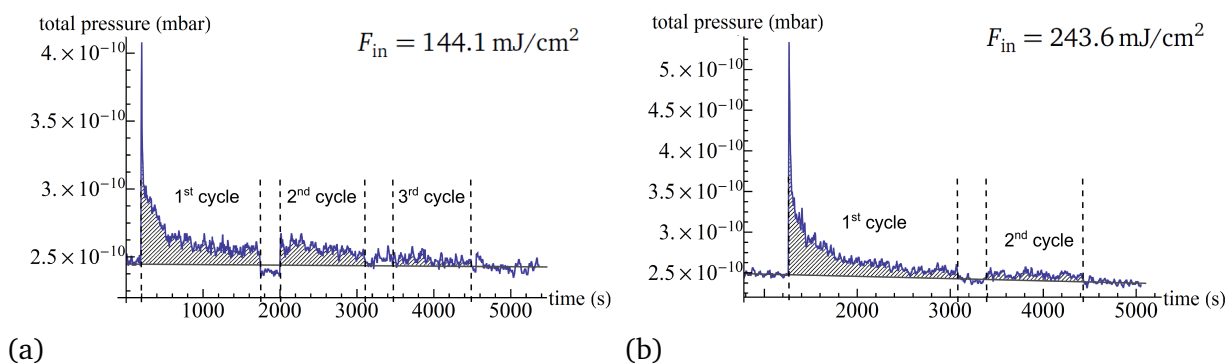 total pressure (mbar)
F_in = 144.1 mJ/cm²
4. × 10⁻¹⁰
3.5 × 10⁻¹⁰
3. × 10⁻¹⁰
2.5 × 10⁻¹⁰
1st cycle
2nd cycle
3rd cycle
1000
2000
3000
4000
5000
time (s)
(a)
total pressure (mbar)
F_in = 243.6 mJ/cm²
5. × 10⁻¹⁰
4.5 × 10⁻¹⁰
4. × 10⁻¹⁰
3.5 × 10⁻¹⁰
3. × 10⁻¹⁰
2.5 × 10⁻¹⁰
1st cycle
2nd cycle
2000
3000
4000
5000
time (s)
(b)